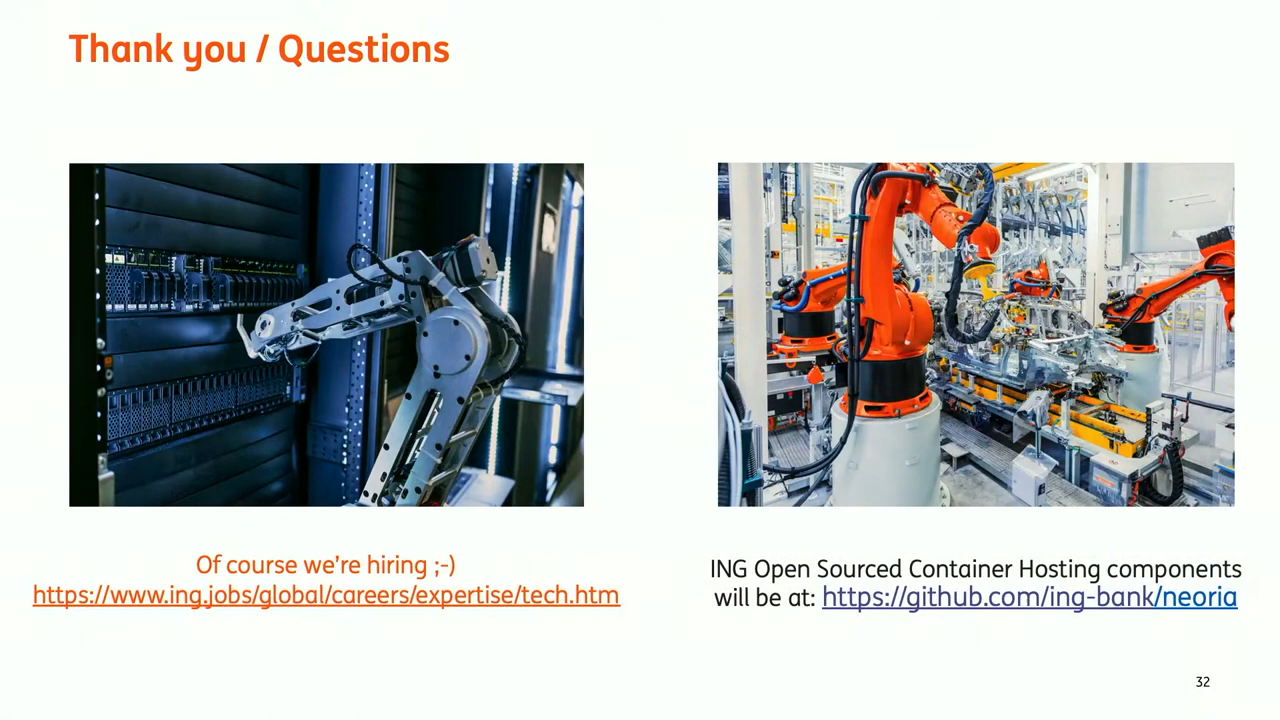 Thank you / Questions
Of course we're hiring ;-)
https://www.ing.jobs/global/careers/expertise/tech.htm
ING Open Sourced Container Hosting components
will be at: https://github.com/ing-bank/neoria
32